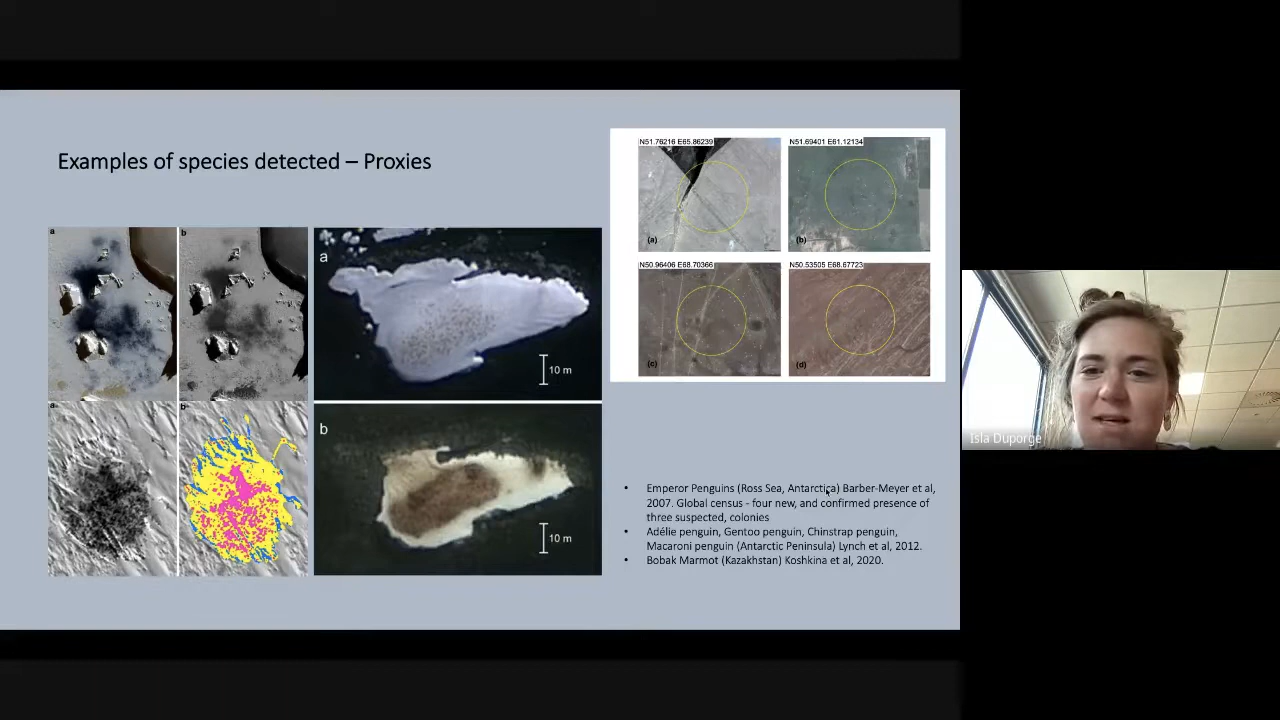 Examples of species detected – Proxies
a
b
a
b
a
10 m
b
10 m
N51.76216 E65.86239
N51.69401 E61.12134
(a)
(b)
N50.96406 E68.70366
N50.53505 E68.67723
(c)
(d)
• Emperor Penguins (Ross Sea, Antarctica) Barber-Meyer et al,
2007. Global census - four new, and confirmed presence of
three suspected, colonies
• Adélie penguin, Gentoo penguin, Chinstrap penguin,
Macaroni penguin (Antarctic Peninsula) Lynch et al, 2012.
• Bobak Marmot (Kazakhstan) Koshkina et al, 2020.
Isla Duporge